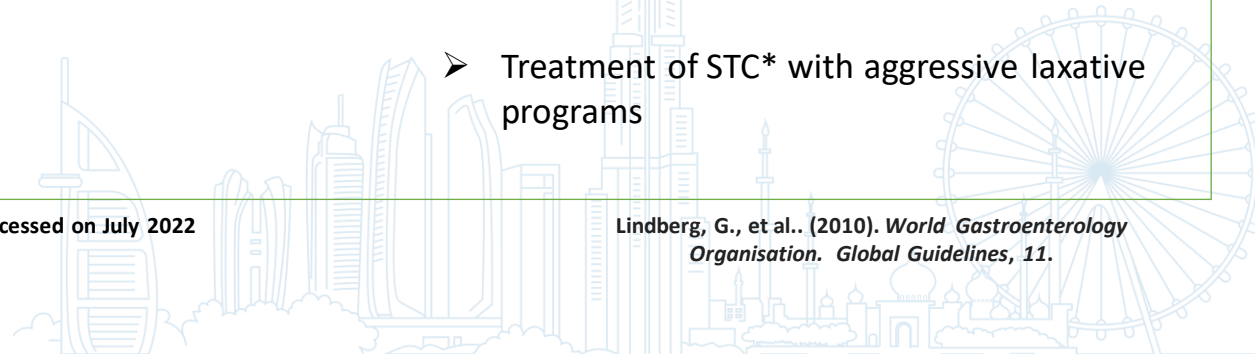 ➢ Treatment of STC* with aggressive laxative
programs
cessed on July 2022
Lindberg, G., et al.. (2010). World Gastroenterology
Organisation. Global Guidelines, 11.